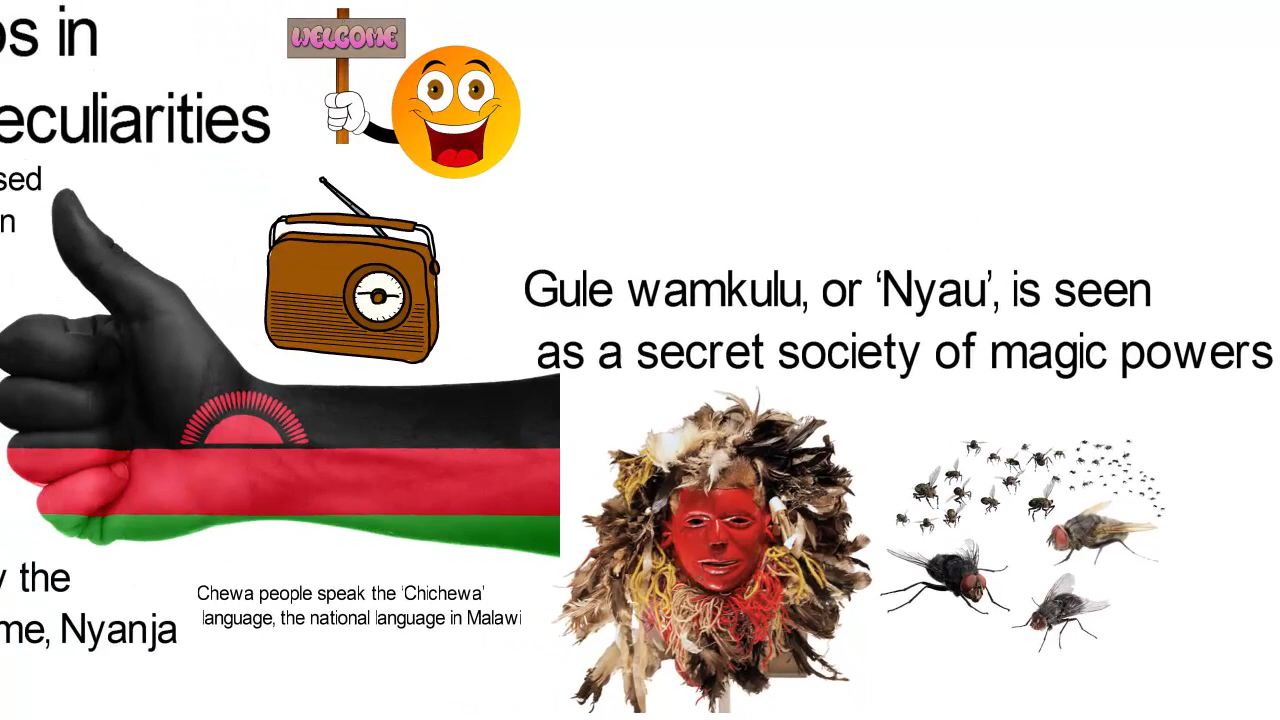 os in
eculiarities
sed
n
WELCOME
Gule wamkulu, or ‘Nyau’, is seen
as a secret society of magic powers
y the
me, Nyanja
Chewa people speak the ‘Chichewa’
language, the national language in Malawi